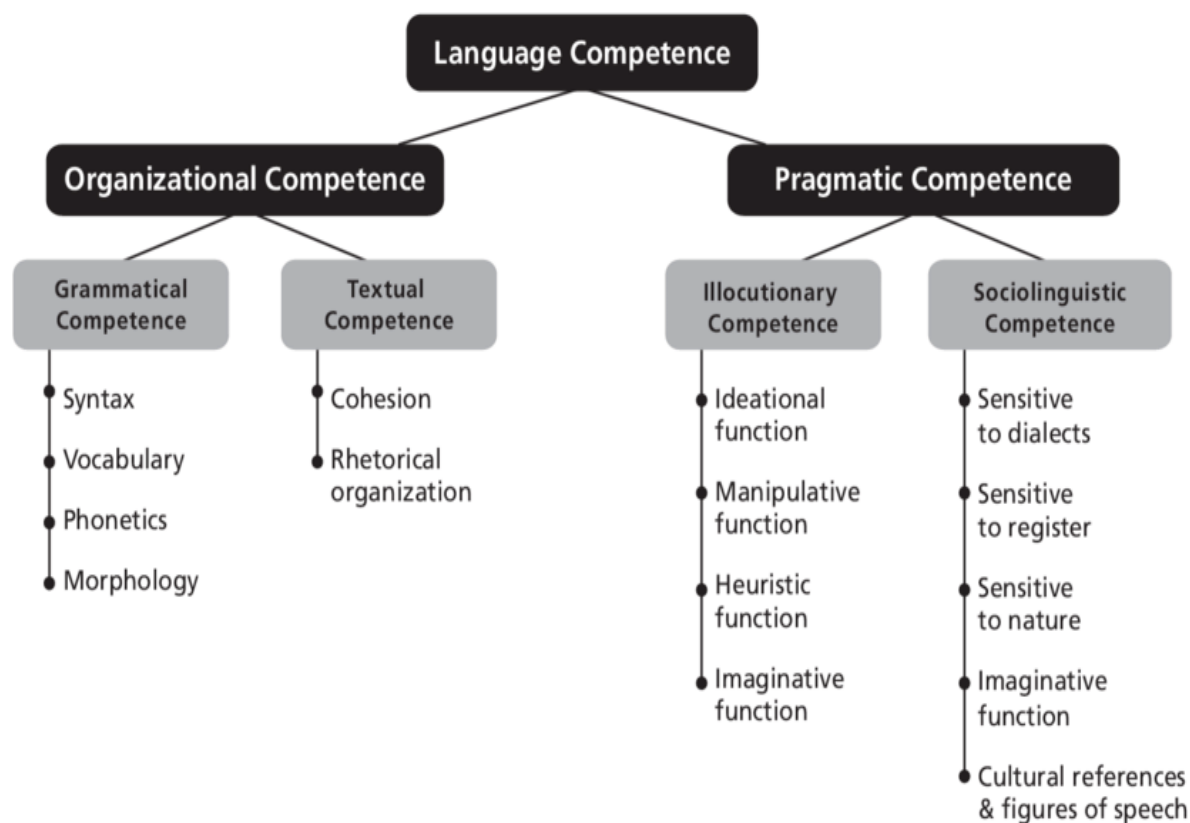 Language Competence
Organizational Competence
Pragmatic Competence
Grammatical
Competence
Textual
Competence
Illocutionary
Competence
Sociolinguistic
Competence
Syntax
Vocabulary
Phonetics
Morphology
Cohesion
Rhetorical
organization
Ideational
function
Manipulative
function
Heuristic
function
Imaginative
function
Sensitive
to dialects
Sensitive
to register
Sensitive
to nature
Imaginative
function
Cultural references
& figures of speech